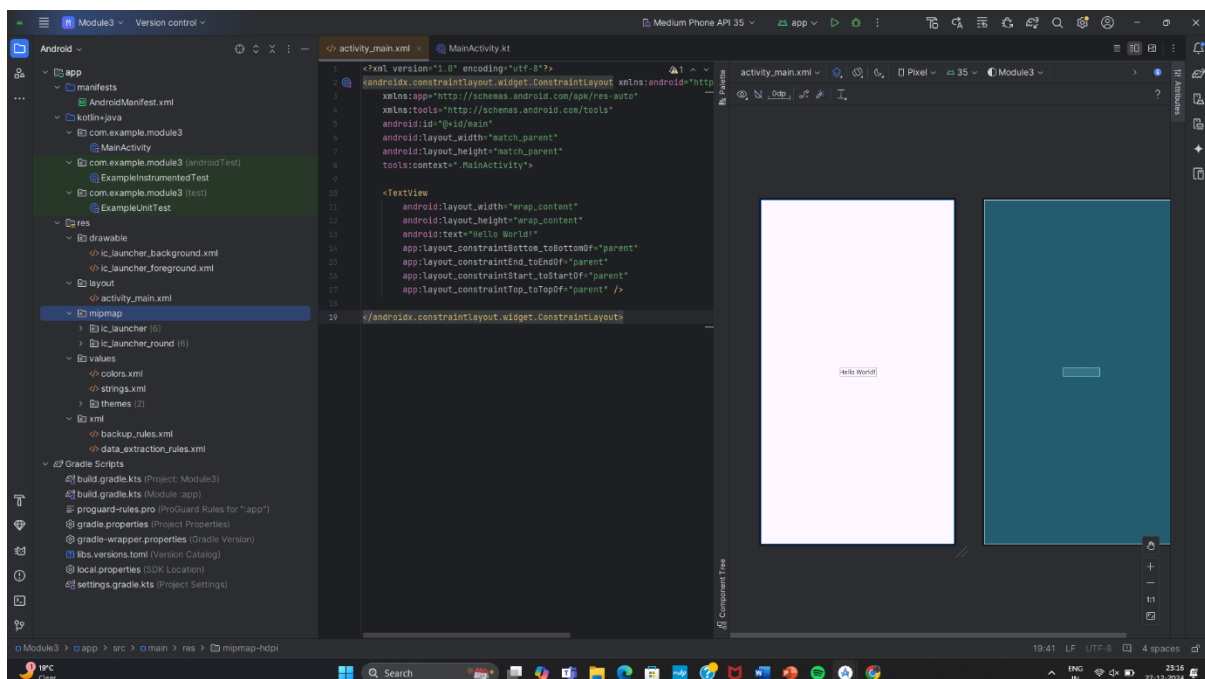 M Module3 Version control Medium Phone API 35 app
Android activity_main.xml MainActivity.kt
app
manifests
AndroidManifest.xml
kotlin+java
com.example.module3
MainActivity
com.example.module3 (androidTest)
ExampleInstrumentedTest
com.example.module3 (test)
ExampleUnitTest
res
drawable
ic_launcher_background.xml
ic_launcher_foreground.xml
layout
activity_main.xml
mipmap
ic_launcher (6)
ic_launcher_round (6)
values
colors.xml
strings.xml
themes (2)
xml
backup_rules.xml
data_extraction_rules.xml
Gradle Scripts
build.gradle.kts (Project: Module3)
build.gradle.kts (Module :app)
proguard-rules.pro (ProGuard Rules for ":app")
gradle.properties (Project Properties)
gradle-wrapper.properties (Gradle Version)
libs.versions.toml (Version Catalog)
local.properties (SDK Location)
settings.gradle.kts (Project Settings)
1 <?xml version="1.0" encoding="utf-8"?> 1
2 <androidx.constraintlayout.widget.ConstraintLayout xmlns:android="http
3 xmlns:app="http://schemas.android.com/apk/res-auto"
4 xmlns:tools="http://schemas.android.com/tools"
5 android:id="@+id/main"
6 android:layout_width="match_parent"
7 android:layout_height="match_parent"
8 tools:context=".MainActivity">
9
10 <TextView
11 android:layout_width="wrap_content"
12 android:layout_height="wrap_content"
13 android:text="Hello World!"
14 app:layout_constraintBottom_toBottomOf="parent"
15 app:layout_constraintEnd_toEndOf="parent"
16 app:layout_constraintStart_toStartOf="parent"
17 app:layout_constraintTop_toTopOf="parent" />
18
19 </androidx.constraintlayout.widget.ConstraintLayout>
Palette
activity_main.xml Pixel 35 Module3
0dp
Attributes
Hello World!
Component Tree
1:1
Module3 > app > src > main > res > mipmap-hdpi 19:41 LF UTF-8 4 spaces
1 19°C
Clear
Search
ENG
IN
23:16
27-12-2024